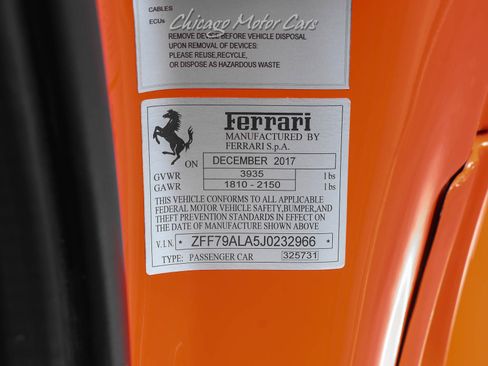 CABLES
ECUs
Chicago Motor Cars
REMOVE DEVICE BEFORE VEHICLE DISPOSAL
UPON REMOVAL OF DEVICES:
PLEASE REUSE,RECYCLE,
OR DISPOSE AS HAZARDOUS WASTE
Ferrari
MANUFACTURED BY
FERRARI S.p.A.
ON DECEMBER 2017
GVWR 3935 lbs
GAWR 1810 - 2150 lbs
THIS VEHICLE CONFORMS TO ALL APPLICABLE
FEDERAL MOTOR VEHICLE SAFETY,BUMPER,AND
THEFT PREVENTION STANDARDS IN EFFECT ON
THE DATE OF MANUFACTURE SHOWN ABOVE
V.I.N. * ZFF79ALA5J0232966 *
TYPE: PASSENGER CAR 325731